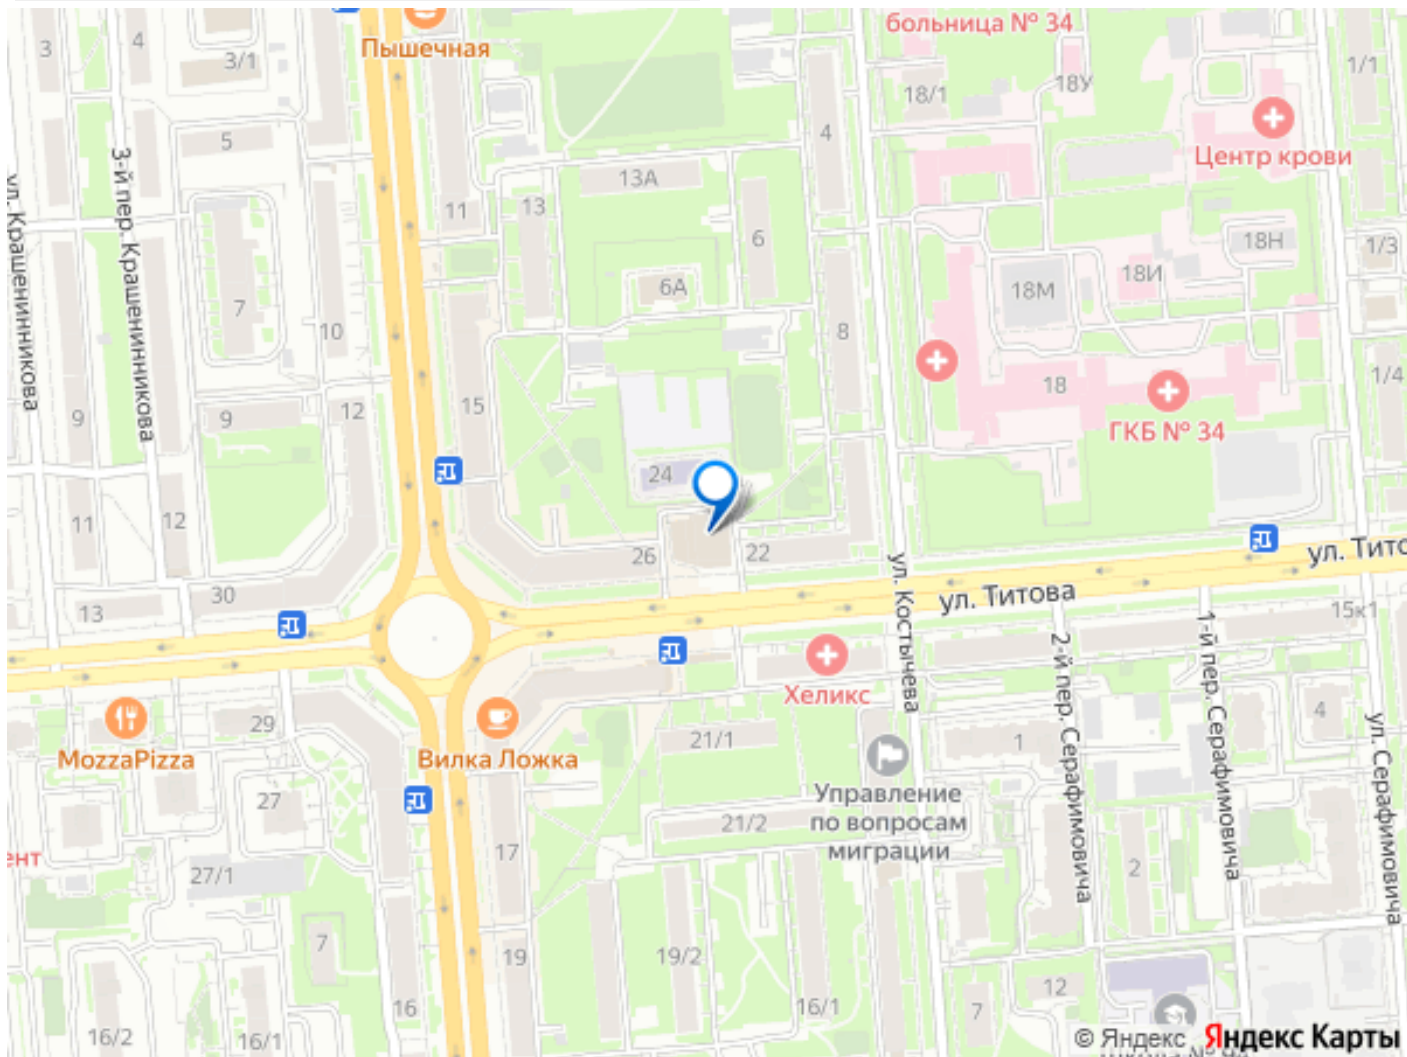 больница № 34
Пышечная
3
4
3/1
18/1
18У
1/1
4
5
Центр крови
3-й пер. Крашенинникова
ул. Крашенинникова
13А
11
13
6
18Н
1/3
6А
18И
18М
7
10
8
18
1/4
9
9
12
15
ГКБ № 34
24
11
12
26
22
ул. Титова
ул. Костычева
ул. Титова
30
13
15к1
2-й пер. Серафимовича
1-й пер. Серафимовича
Хеликс
29
21/1
1
4
ул. Серафимовича
MozzaPizza
Вилка Ложка
27
Управление
по вопросам
миграции
21/2
17
ент
27/1
2
7
19
19/2
12
16
16/1
7
16/2
16/1
© Яндекс Яндекс Карты